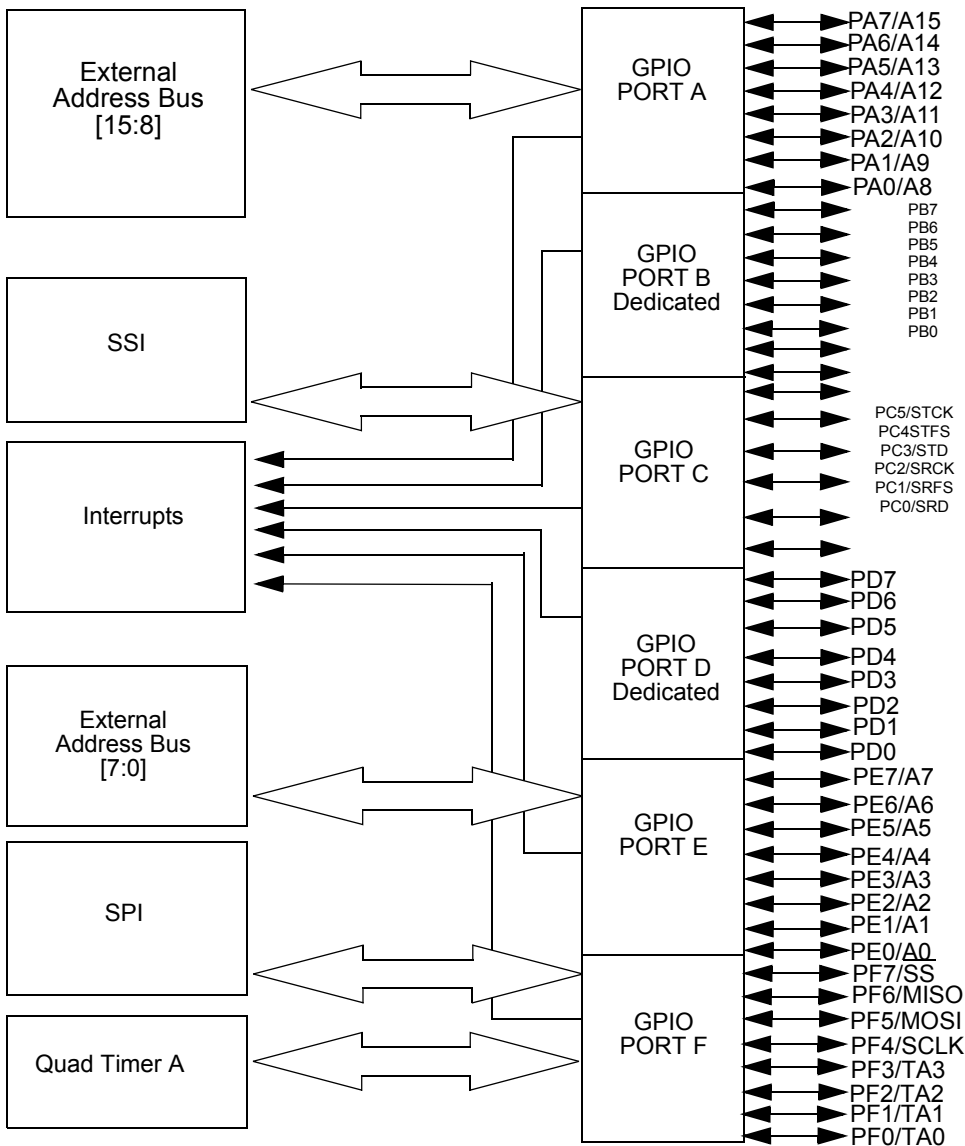 External
Address Bus
[15:8]
SSI
Interrupts
External
Address Bus
[7:0]
SPI
Quad Timer A
GPIO
PORT A
GPIO
PORT B
Dedicated
GPIO
PORT C
GPIO
PORT D
Dedicated
GPIO
PORT E
GPIO
PORT F
PA7/A15
PA6/A14
PA5/A13
PA4/A12
PA3/A11
PA2/A10
PA1/A9
PA0/A8
PB7
PB6
PB5
PB4
PB3
PB2
PB1
PB0
PC5/STCK
PC4STFS
PC3/STD
PC2/SRCK
PC1/SRFS
PC0/SRD
PD7
PD6
PD5
PD4
PD3
PD2
PD1
PD0
PE7/A7
PE6/A6
PE5/A5
PE4/A4
PE3/A3
PE2/A2
PE1/A1
PE0/A0
PF7/SS
PF6/MISO
PF5/MOSI
PF4/SCLK
PF3/TA3
PF2/TA2
PF1/TA1
PF0/TA0